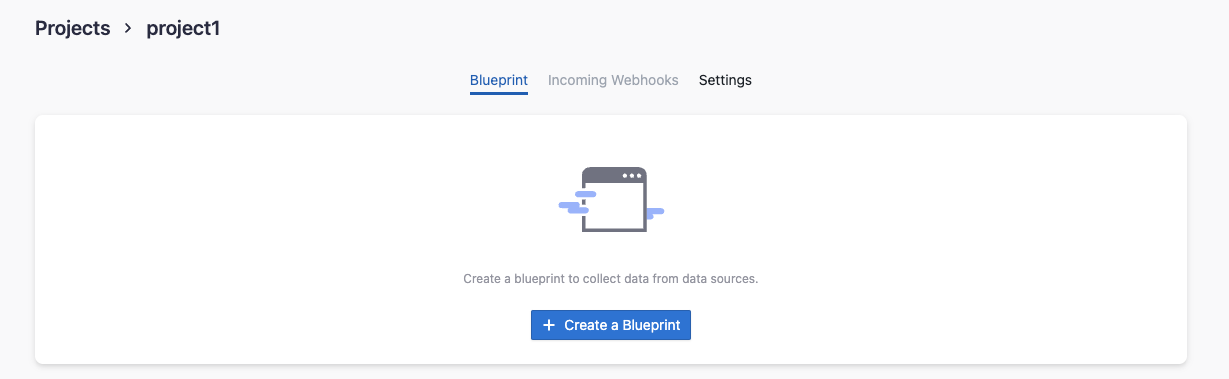 Projects > project1
Blueprint Incoming Webhooks Settings
Create a blueprint to collect data from data sources.
+ Create a Blueprint